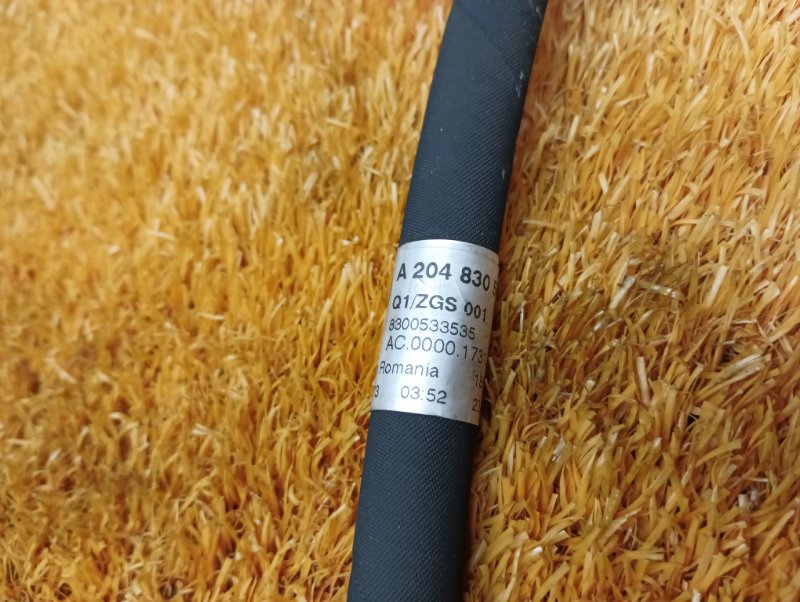 A 204 830
Q1/ZGS 001
8300533535
AC.0000.173
Romania
03:52